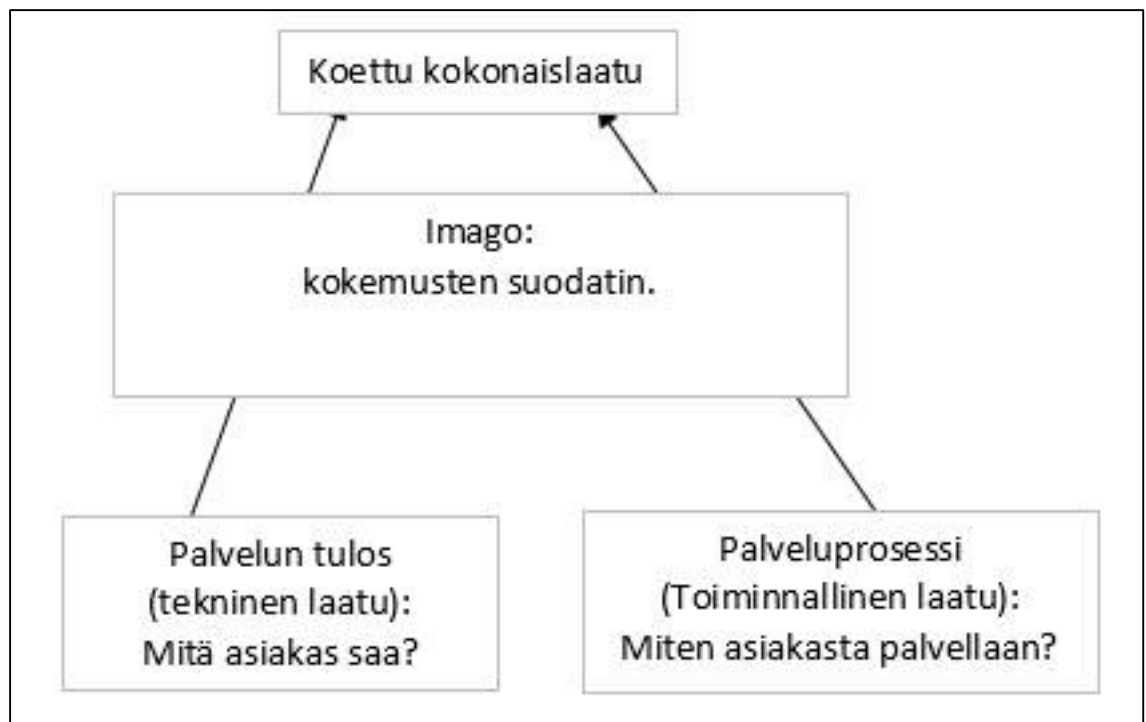 Koettu kokonaislaatu
Imago:
kokemusten suodatin.
Palvelun tulos
(tekninen laatu):
Mitä asiakas saa?
Palveluprosessi
(Toiminnallinen laatu):
Miten asiakasta palvellaan?